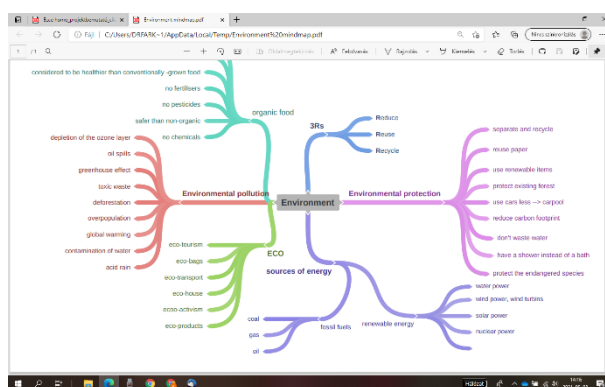 Environment mindmap.pdf
Fájl
C:/Users/DRFARK~1/AppData/Local/Temp/Environment%20mindmap.pdf
considered to be healthier than conventionally -grown food
no fertilisers
no pesticides
safer than non-organic
no chemicals
organic food
3Rs
Reduce
Reuse
Recycle
depletion of the ozone layer
oil spills
greenhouse effect
toxic waste
deforestation
overpopulation
global warming
contamination of water
acid rain
Environmental pollution
Environment
Environmental protection
separate and recycle
reuse paper
use renewable items
protect existing forest
use cars less --> carpool
reduce carbon footprint
don't waste water
have a shower instead of a bath
protect the endangered species
eco-tourism
eco-bags
eco-transport
eco-house
ecoo-activism
eco-products
ECO
sources of energy
coal
gas
oil
fossil fuels
renewable energy
water power
wind power, wind turbins
solar power
nuclear power
14:16